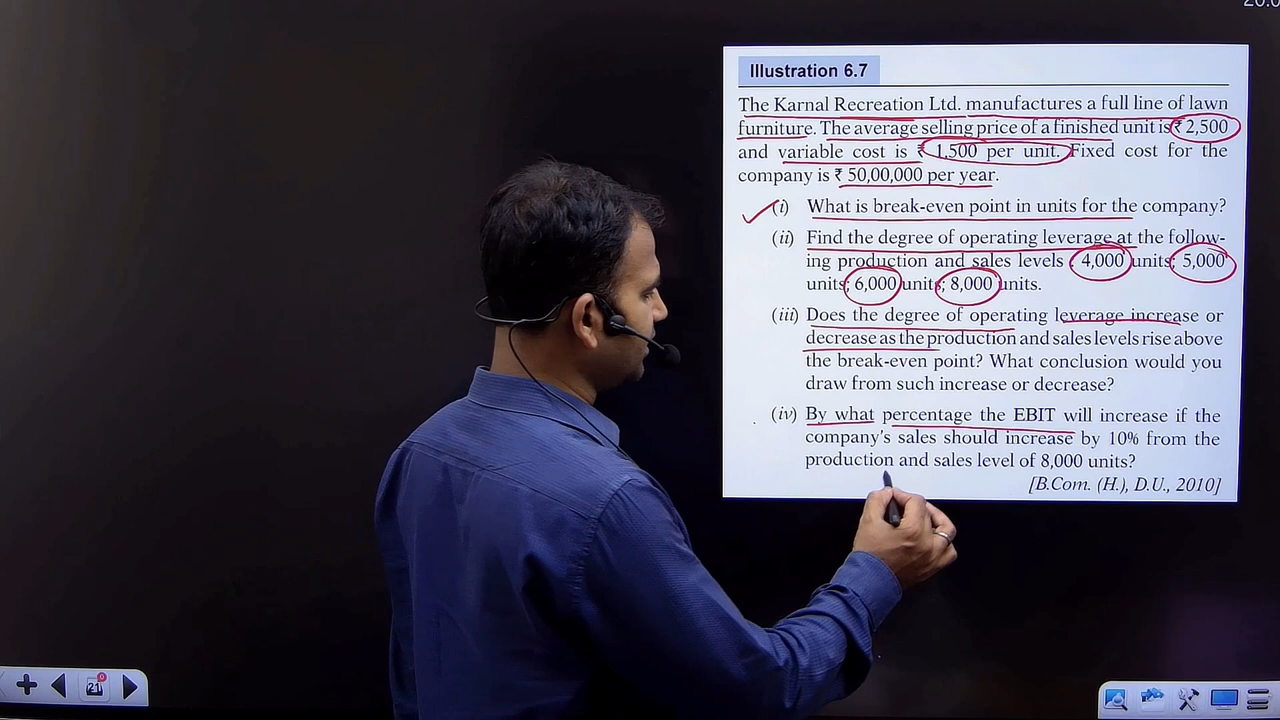 Illustration 6.7
The Karnal Recreation Ltd. manufactures a full line of lawn
furniture. The average selling price of a finished unit is ₹ 2,500
and variable cost is ₹ 1,500 per unit. Fixed cost for the
company is ₹ 50,00,000 per year.
(i) What is break-even point in units for the company?
(ii) Find the degree of operating leverage at the follow-
ing production and sales levels : 4,000 units; 5,000
units; 6,000 units; 8,000 units.
(iii) Does the degree of operating leverage increase or
decrease as the production and sales levels rise above
the break-even point? What conclusion would you
draw from such increase or decrease?
(iv) By what percentage the EBIT will increase if the
company's sales should increase by 10% from the
production and sales level of 8,000 units?
[B.Com. (H.), D.U., 2010]
21